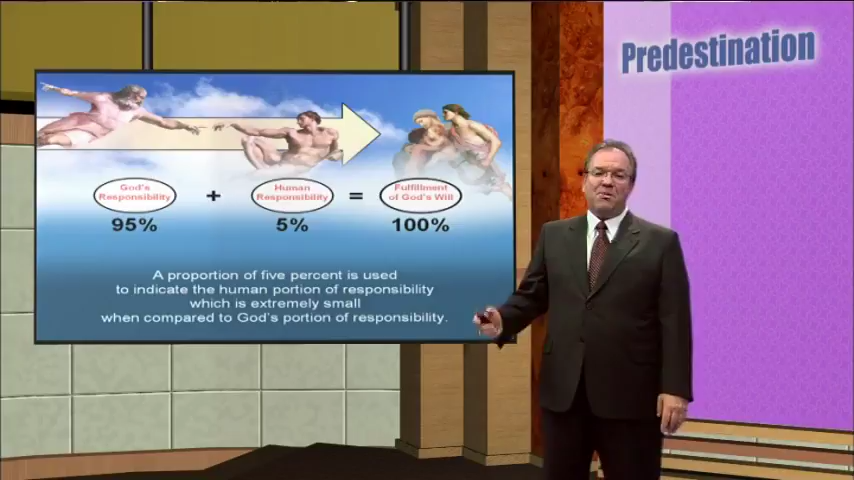 Predestination
God's
Responsibility
+
Human
Responsibility
=
Fulfillment
of God's Will
95%
5%
100%
A proportion of five percent is used
to indicate the human portion of responsibility
which is extremely small
when compared to God's portion of responsibility.